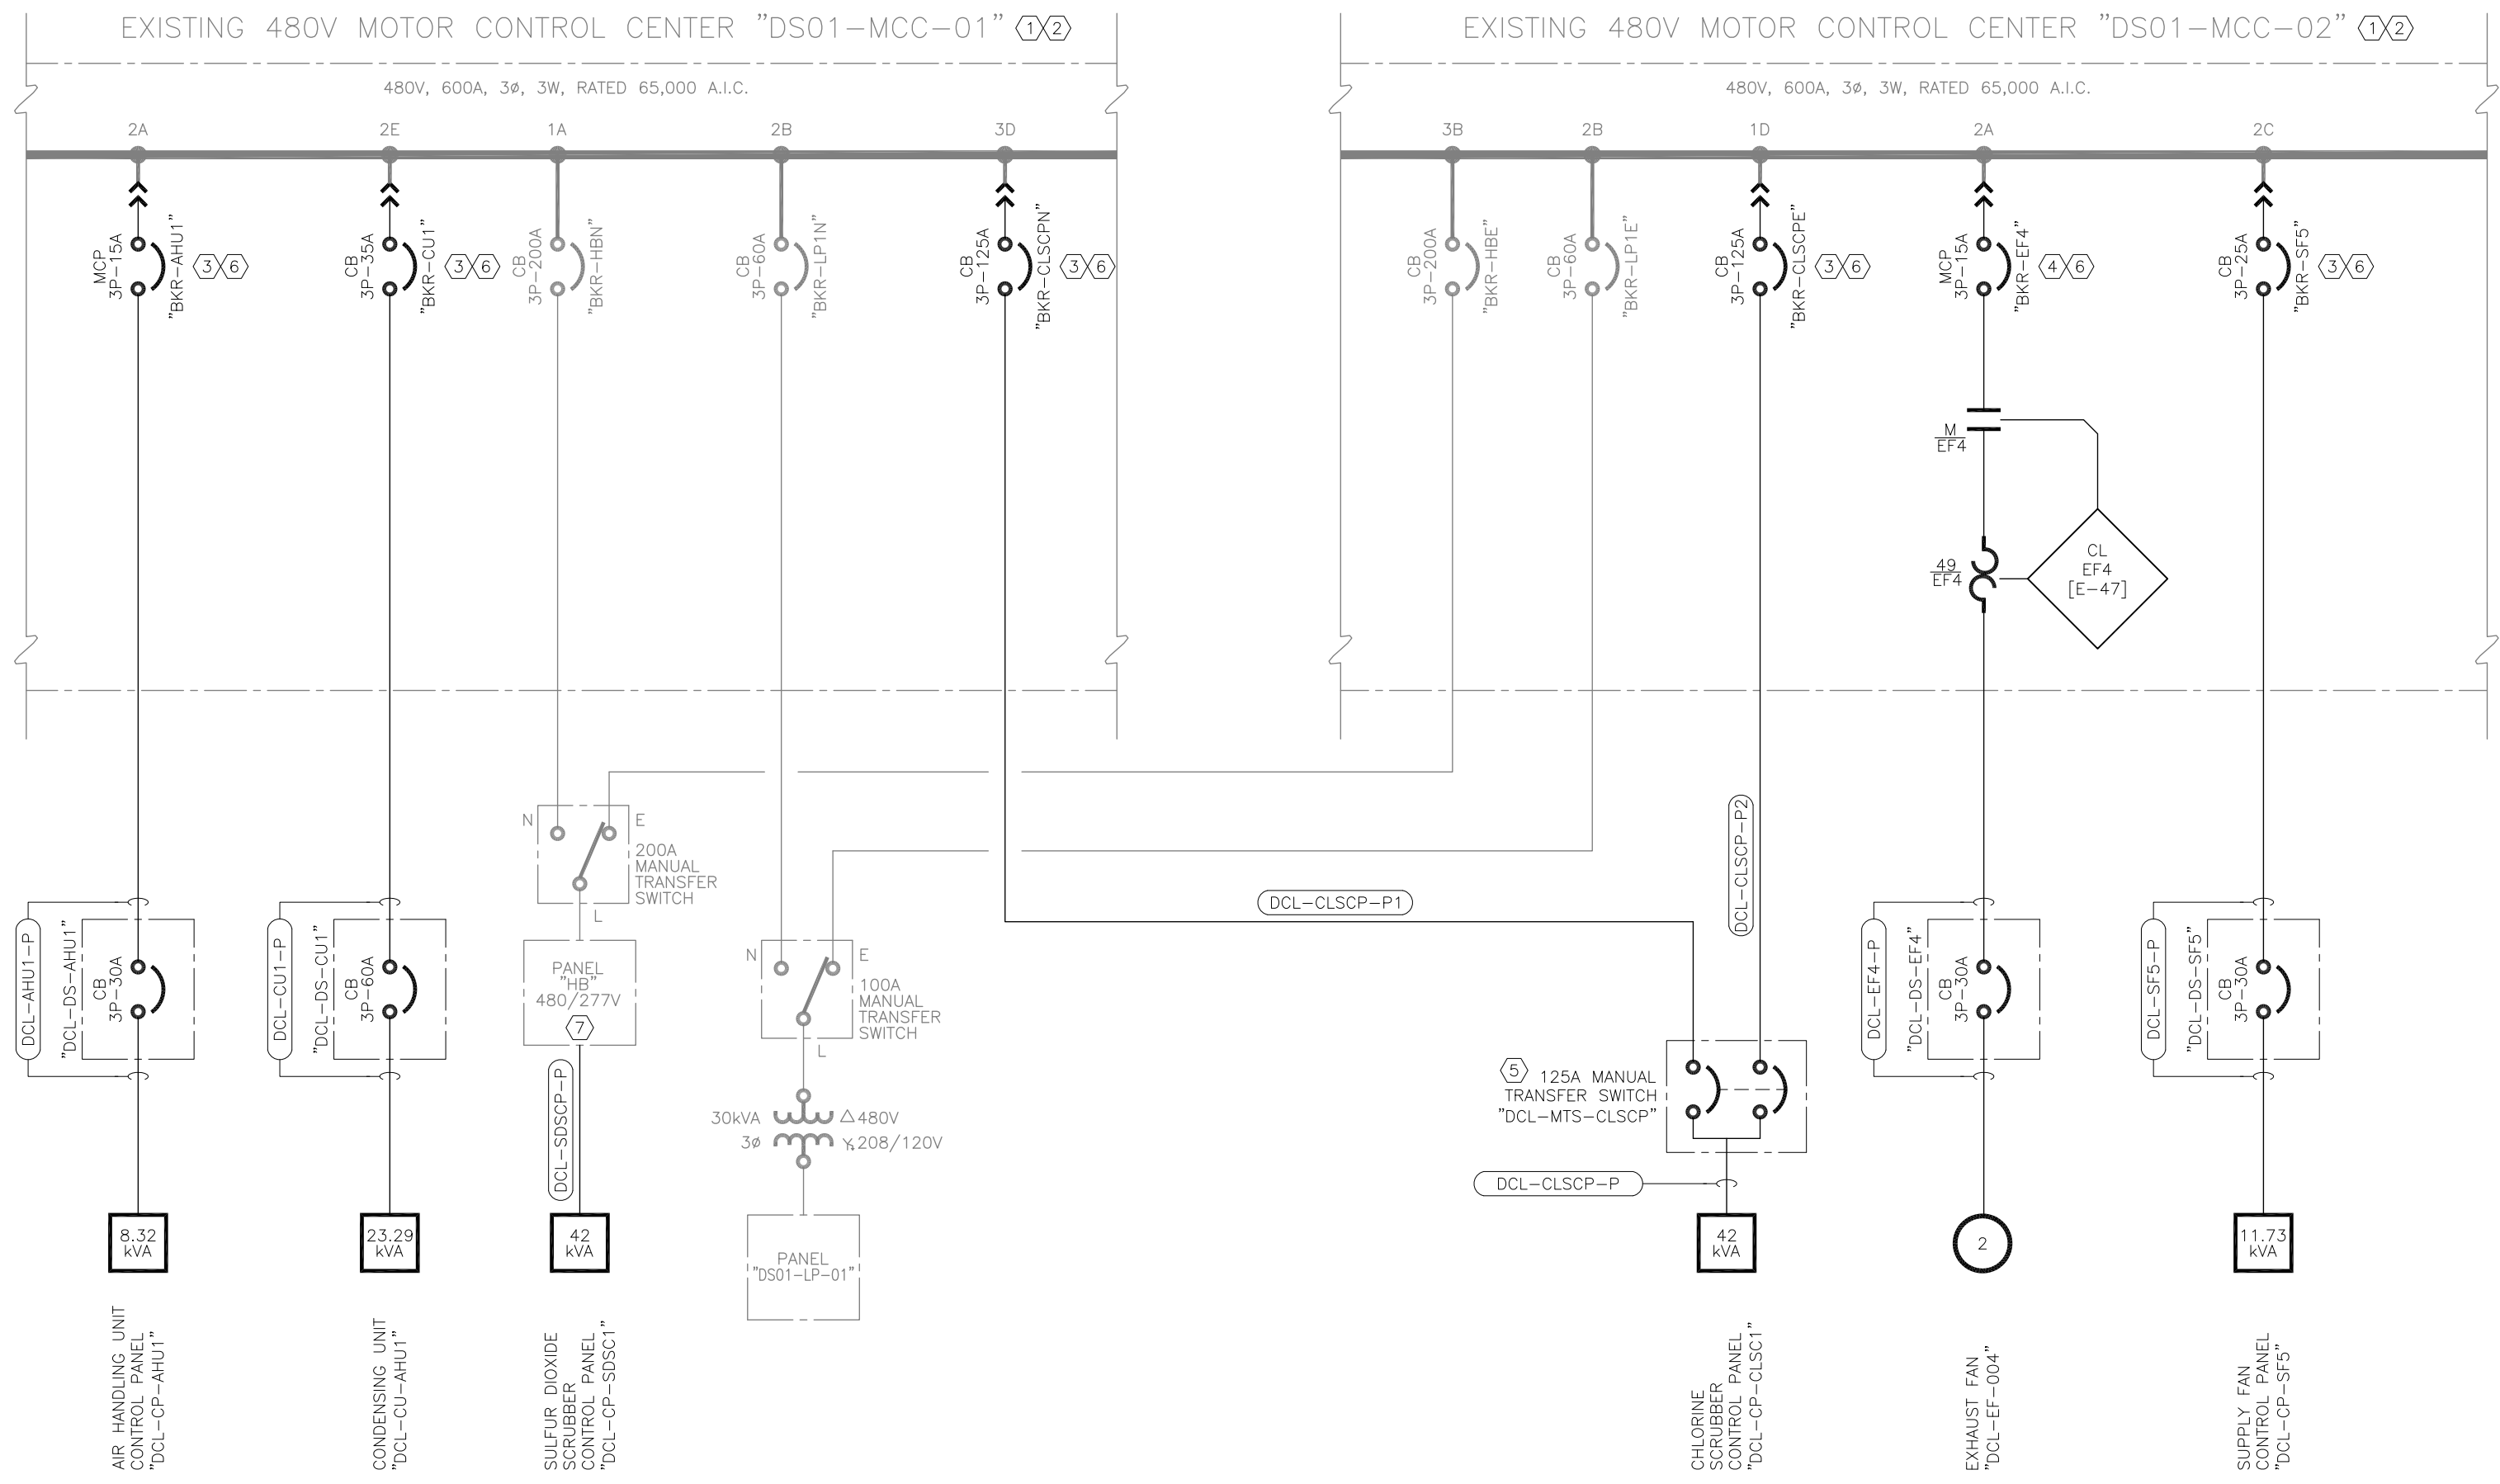 EXISTING 480V MOTOR CONTROL CENTER "DS01-MCC-01" 1 2
480V, 600A, 3ø, 3W, RATED 65,000 A.I.C.
2A
2E
1A
2B
3D
MCP
3P-15A
"BKR-AHU1"
3 6
CB
3P-35A
"BKR-CU1"
3 6
CB
3P-200A
"BKR-HBN"
CB
3P-60A
"BKR-LP1N"
CB
3P-125A
"BKR-CLSCPN"
3 6
EXISTING 480V MOTOR CONTROL CENTER "DS01-MCC-02" 1 2
480V, 600A, 3ø, 3W, RATED 65,000 A.I.C.
3B
2B
1D
2A
2C
CB
3P-200A
"BKR-HBE"
CB
3P-60A
"BKR-LP1E"
CB
3P-125A
"BKR-CLSCPE"
3 6
MCP
3P-15A
"BKR-EF4"
4 6
CB
3P-25A
"BKR-SF5"
3 6
M
EF4
49
EF4
CL
EF4
[E-47]
N
E
200A
MANUAL
TRANSFER
SWITCH
L
DCL-CLSCP-P2
DCL-CLSCP-P1
DCL-AHU1-P
"DCL-DS-AHU1"
CB
3P-30A
DCL-CU1-P
"DCL-DS-CU1"
CB
3P-60A
PANEL
"HB"
480/277V
7
DCL-SDSCP-P
N
E
100A
MANUAL
TRANSFER
SWITCH
L
30kVA
△480V
3ø
208/120V
PANEL
"DS01-LP-01"
5 125A MANUAL
TRANSFER SWITCH
"DCL-MTS-CLSCP"
DCL-CLSCP-P
DCL-EF4-P
"DCL-DS-EF4"
CB
3P-30A
DCL-SF5-P
"DCL-DS-SF5"
CB
3P-30A
8.32
kVA
23.29
kVA
42
kVA
42
kVA
2
11.73
kVA
AIR HANDLING UNIT
CONTROL PANEL
"DCL-CP-AHU1"
CONDENSING UNIT
"DCL-CU-AHU1"
SULFUR DIOXIDE
SCRUBBER
CONTROL PANEL
"DCL-CP-SDSC1"
CHLORINE
SCRUBBER
CONTROL PANEL
"DCL-CP-CLSC1"
EXHAUST FAN
"DCL-EF-004"
SUPPLY FAN
CONTROL PANEL
"DCL-CP-SF5"